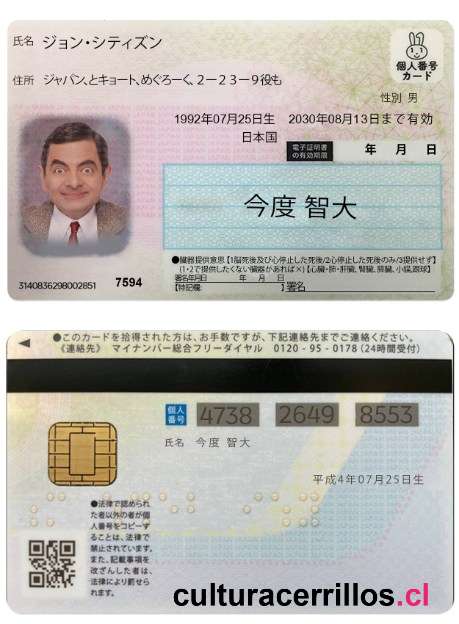 氏名 ジョン・シティズン
個人番号
カード
住所 ジャパン,とキョート,めぐろーく, 2−23−9役も
性別 男
1992年07月25日生 2030年08月13日まで有効
日本国
電子証明書
の有効期限
年 月 日
今度 智大
●臓器提供意思【1脳死後及び心停止した死後/2心停止した死後のみ/3提供せず】
(1・2で提供したくない臓器があれば×)【心臓・肺・肝臓、腎臓、膵臓、小腸、眼球】
署名年月日 年 月 日
【特記欄: 】署名
3140836298002851 7594
●このカードを拾得された方は、お手数ですが、下記連絡先までご連絡ください。
《連絡先》 マイナンバー総合フリーダイヤル 0120-95-0178 (24時間受付)
個人
番号
4738 2649 8553
氏名 今度 智大
平成4年07月25日生
●法律で認められ
た者以外の者が個
人番号をコピーす
ることは、法律で
禁止されています。
また、記載事項を
改ざんした者は、
法律により罰せら
れます。
culturacerrillos.cl